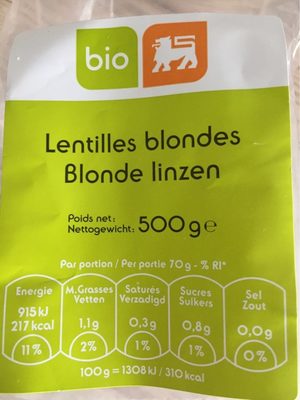 bio
Lentilles blondes
Blonde linzen
Poids net:
Nettogewicht: 500 g e
Par portion / Per portie 70g - % RI*
Energie
915 kJ
217 kcal
11%
M.Grasses
Vetten
1,1g
2%
Saturés
Verzadigd
0,3g
1%
Sucres
Suikers
0,8g
1%
Sel
Zout
0,0g
0%
100g = 1308 kJ / 310 kcal